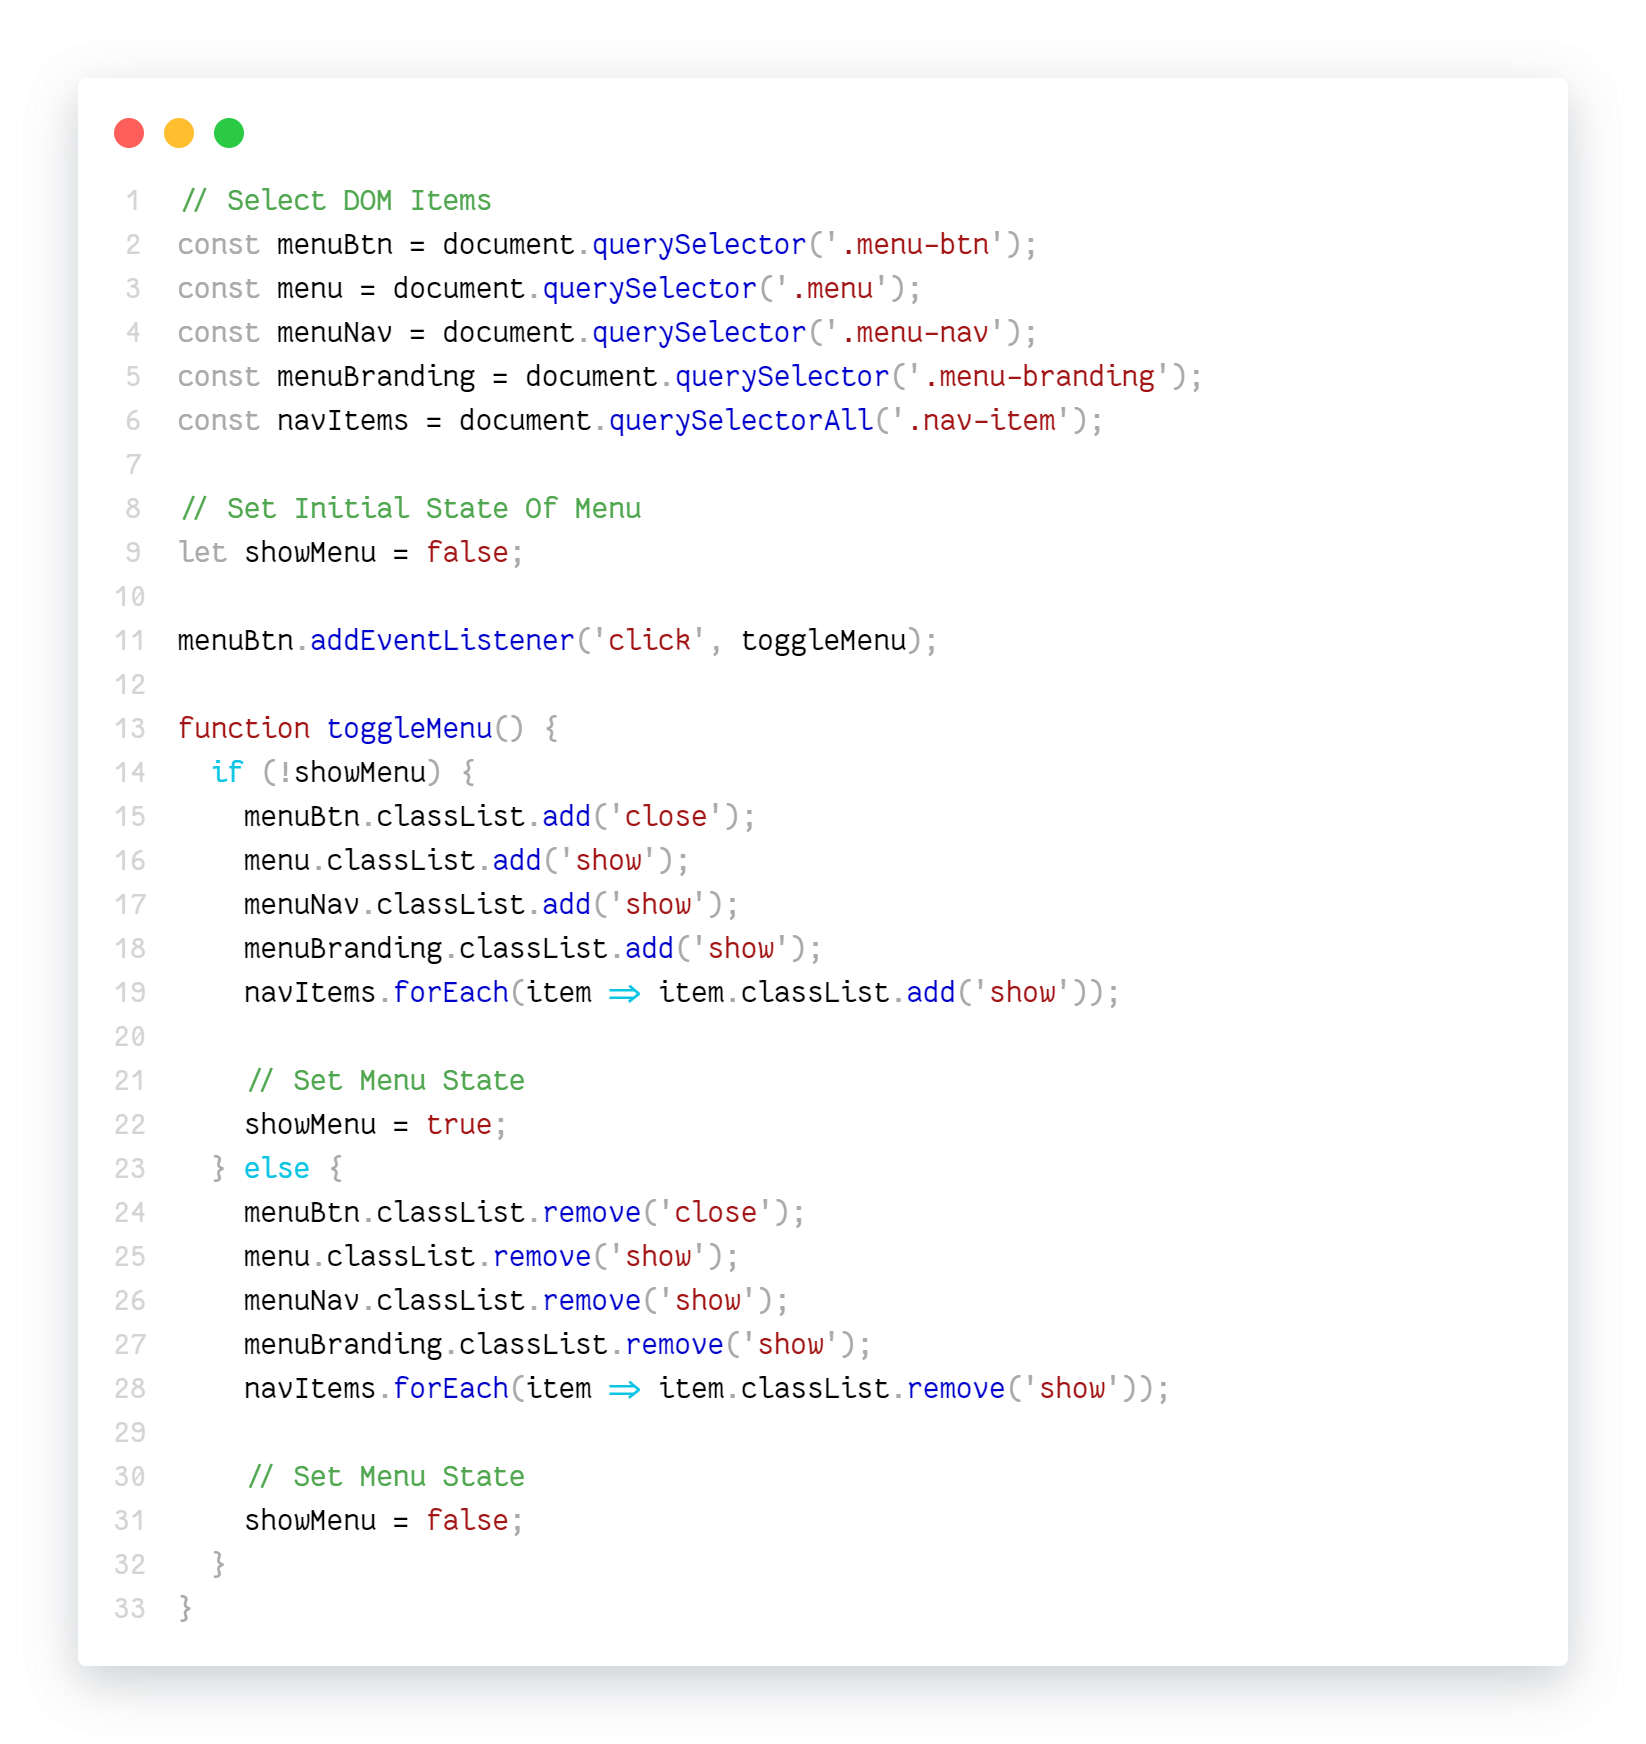 1 // Select DOM Items
2 const menuBtn = document.querySelector('.menu-btn');
3 const menu = document.querySelector('.menu');
4 const menuNav = document.querySelector('.menu-nav');
5 const menuBranding = document.querySelector('.menu-branding');
6 const navItems = document.querySelectorAll('.nav-item');
7
8 // Set Initial State Of Menu
9 let showMenu = false;
10
11 menuBtn.addEventListener('click', toggleMenu);
12
13 function toggleMenu() {
14   if (!showMenu) {
15     menuBtn.classList.add('close');
16     menu.classList.add('show');
17     menuNav.classList.add('show');
18     menuBranding.classList.add('show');
19     navItems.forEach(item => item.classList.add('show'));
20
21     // Set Menu State
22     showMenu = true;
23   } else {
24     menuBtn.classList.remove('close');
25     menu.classList.remove('show');
26     menuNav.classList.remove('show');
27     menuBranding.classList.remove('show');
28     navItems.forEach(item => item.classList.remove('show'));
29
30     // Set Menu State
31     showMenu = false;
32   }
33 }